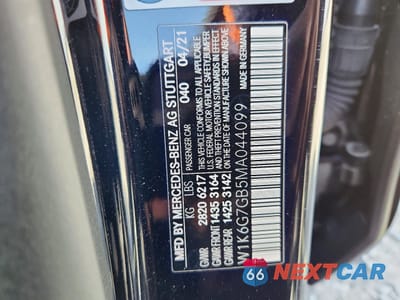 MFD BY MERCEDES-BENZ AG STUTTGART
PASSENGER CAR 040 04/21
KG LBS
GVWR 2820 6217
GAWR FRONT 1435 3164
GAWR REAR 1425 3142
THIS VEHICLE CONFORMS TO ALL APPLICABLE
U.S. FEDERAL MOTOR VEHICLE SAFETY/BUMPER
AND THEFT PREVENTION STANDARDS IN EFFECT
ON THE DATE OF MANUFACTURE SHOWN ABOVE.
W1K6G7GB5MA044099
MADE IN GERMANY
66 NEXTCAR